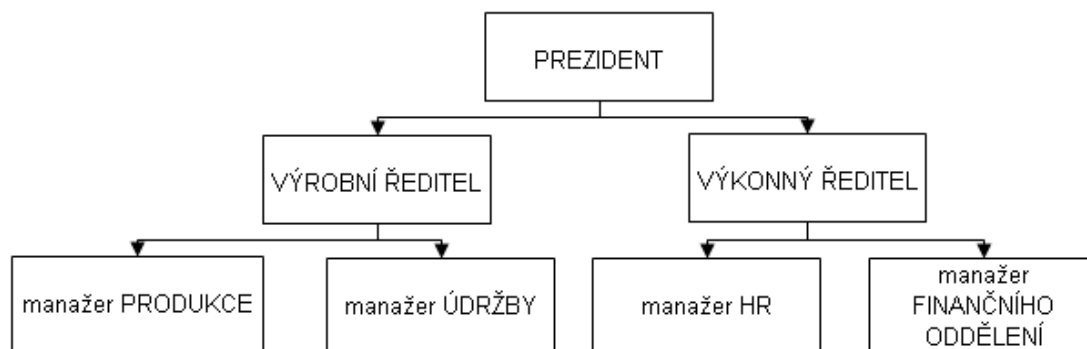 PREZIDENT
VÝROBNÍ ŘEDITEL
VÝKONNÝ ŘEDITEL
manažer PRODUKCE
manažer ÚDRŽBY
manažer HR
manažer
FINANČNÍHO
ODDĚLENÍ